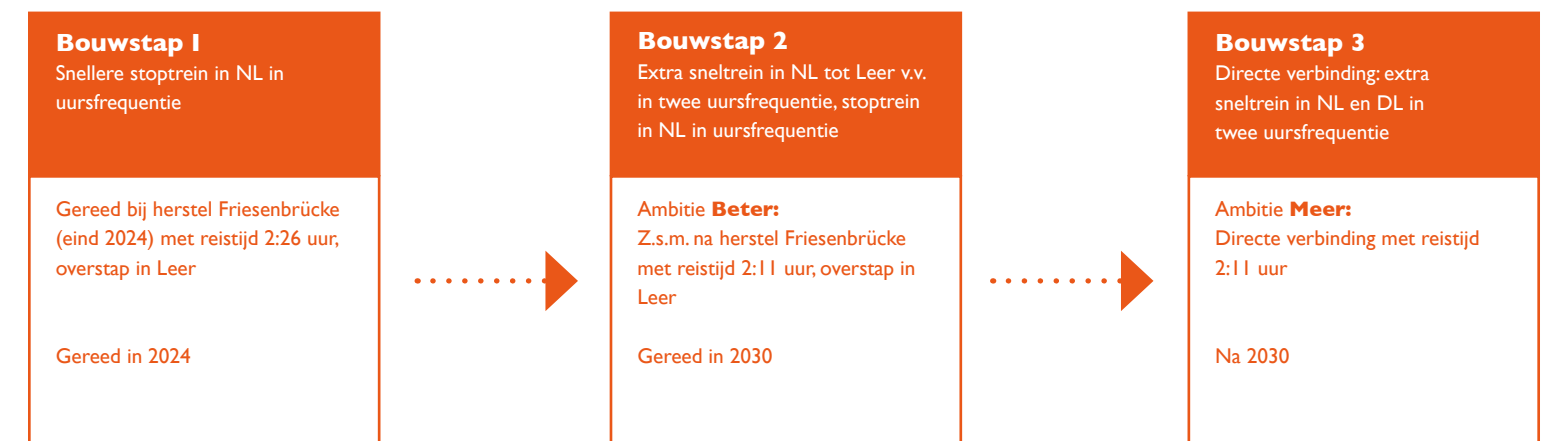 Bouwstap 1
Snellere stoptrein in NL in
uursfrequentie
Gereed bij herstel Friesenbrücke
(eind 2024) met reistijd 2:26 uur,
overstap in Leer
Gereed in 2024
Bouwstap 2
Extra sneltrein in NL tot Leer v.v.
in twee uursfrequentie, stoptrein
in NL in uursfrequentie
Ambitie Beter:
Z.s.m. na herstel Friesenbrücke
met reistijd 2:11 uur, overstap in
Leer
Gereed in 2030
Bouwstap 3
Directe verbinding: extra
sneltrein in NL en DL in
twee uursfrequentie
Ambitie Meer:
Directe verbinding met reistijd
2:11 uur
Na 2030